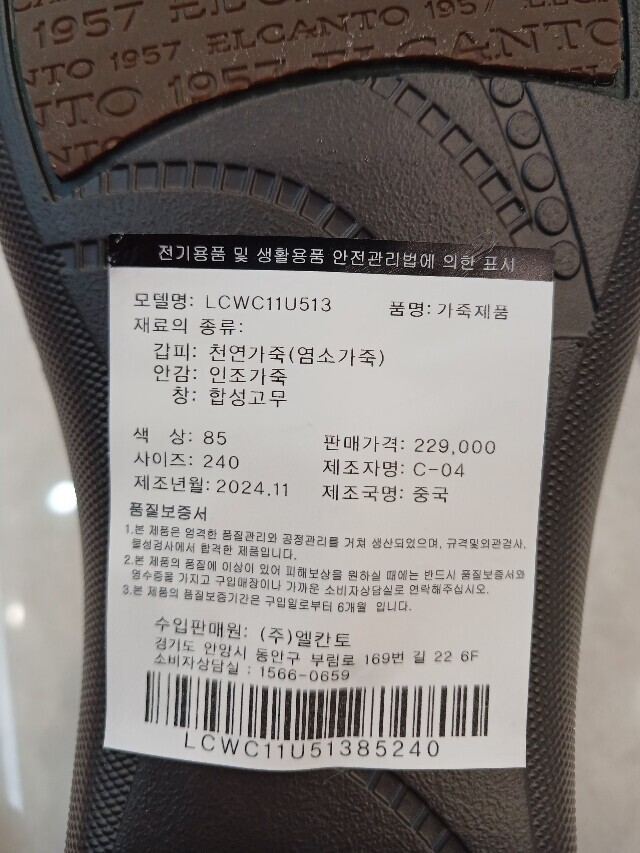 1957 ELCANTO
NTO 1957 ELCANTO 1957
NTO 1957 ELCANTO
NTO
전기용품 및 생활용품 안전관리법에 의한 표시
모델명: LCWC11U513 품명: 가죽제품
재료의 종류:
갑피: 천연가죽(염소가죽)
안감: 인조가죽
창: 합성고무
색 상: 85 판매가격: 229,000
사이즈: 240 제조자명: C-04
제조년월: 2024.11 제조국명: 중국
품질보증서
1.본 제품은 엄격한 품질관리와 공정관리를 거쳐 생산되었으며, 규격및외관검사.
물성검사에서 합격한 제품입니다.
2.본 제품의 품질에 이상이 있어 피해보상을 원하실 때에는 반드시 품질보증서와
영수증을 가지고 구입매장이나 가까운 소비자상담실로 연락해주십시오.
3.본 제품의 품질보증기간은 구입일로부터 6개월 입니다.
수입판매원: (주)엘칸토
경기도 안양시 동안구 부림로 169번 길 22 6F
소비자상담실 : 1566-0659
LCWC11U51385240